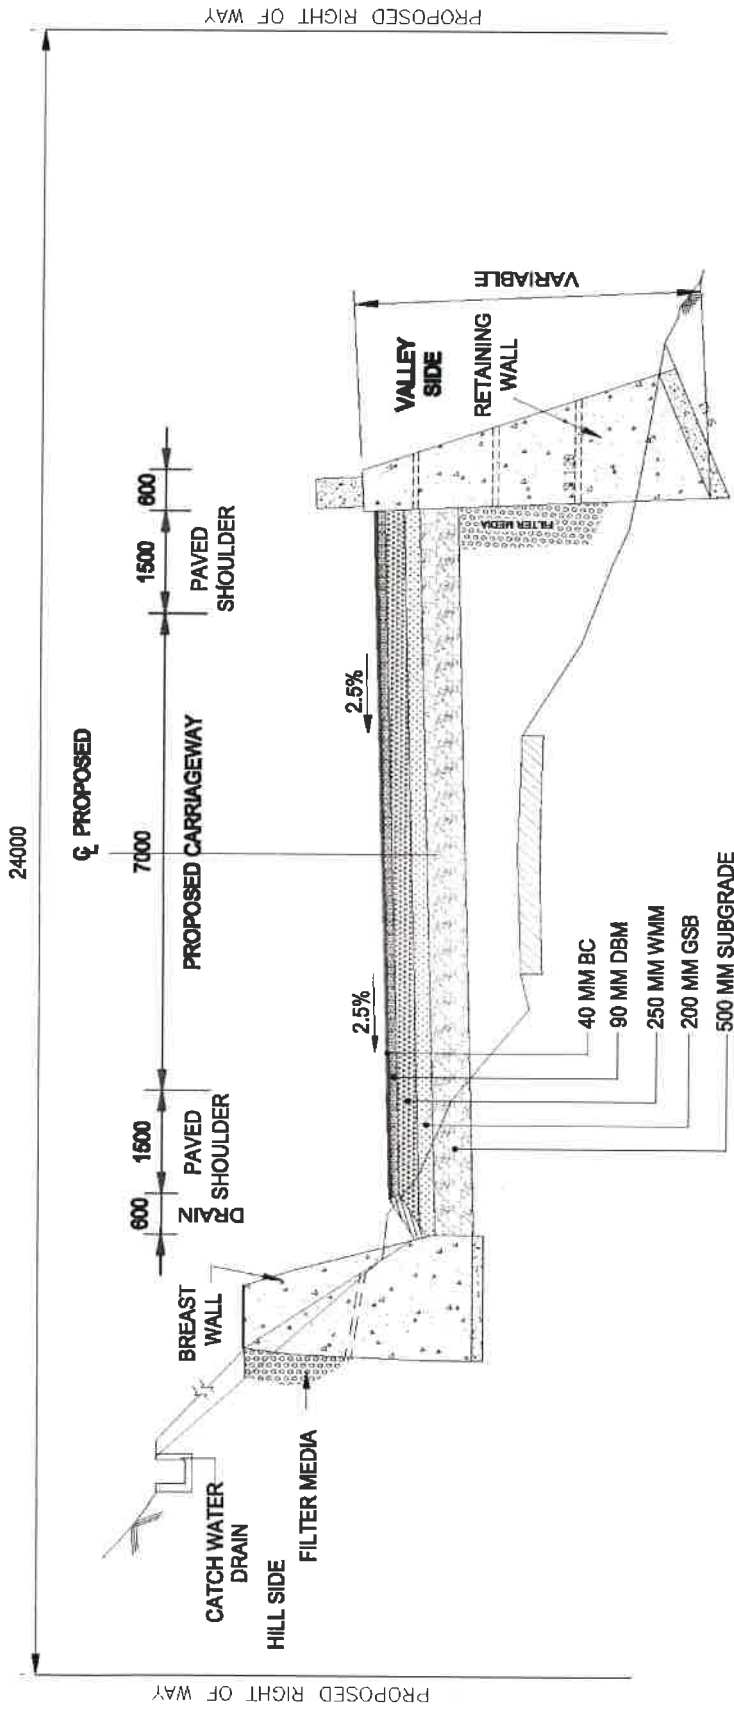 PROPOSED RIGHT OF WAY
PROPOSED RIGHT OF WAY
24000
℄ PROPOSED
600
1500
7000
1500
600
DRAIN
PAVED
SHOULDER
PROPOSED CARRIAGEWAY
PAVED
SHOULDER
CATCH WATER
DRAIN
HILL SIDE
FILTER MEDIA
BREAST
WALL
2.5%
2.5%
VALLEY
SIDE
RETAINING
WALL
VARIABLE
FILTER MEDIA
40 MM BC
90 MM DBM
250 MM WMM
200 MM GSB
500 MM SUBGRADE